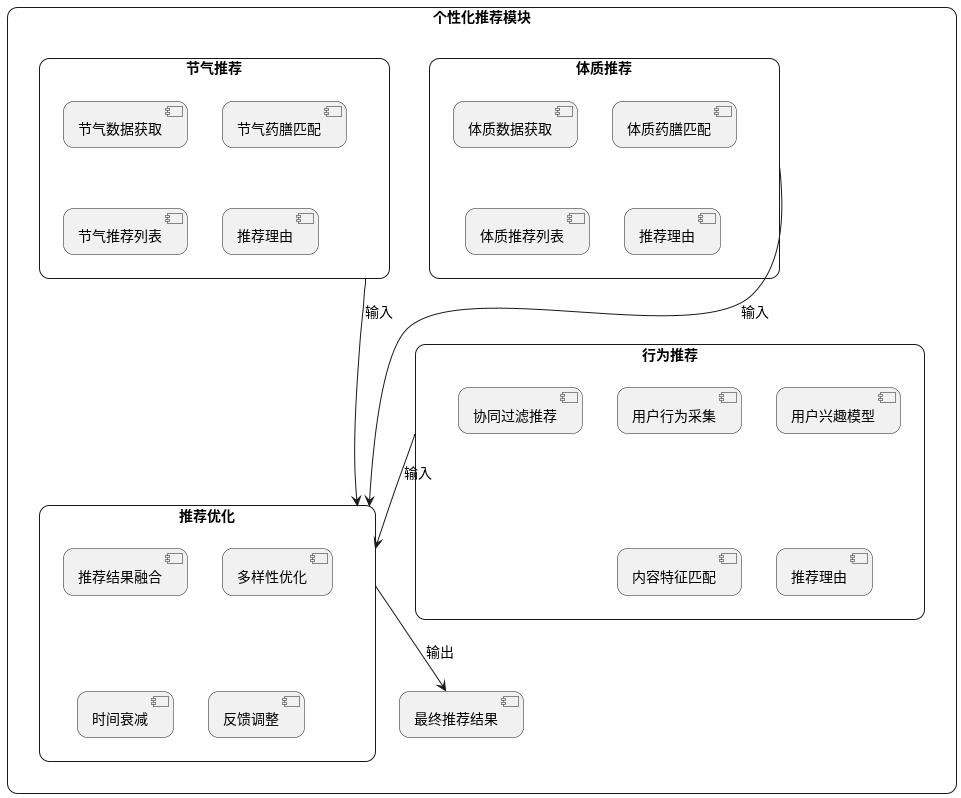 个性化推荐模块
节气推荐
节气数据获取
节气药膳匹配
节气推荐列表
推荐理由
体质推荐
体质数据获取
体质药膳匹配
体质推荐列表
推荐理由
输入
输入
行为推荐
协同过滤推荐
用户行为采集
用户兴趣模型
内容特征匹配
推荐理由
输入
推荐优化
推荐结果融合
多样性优化
时间衰减
反馈调整
输出
最终推荐结果